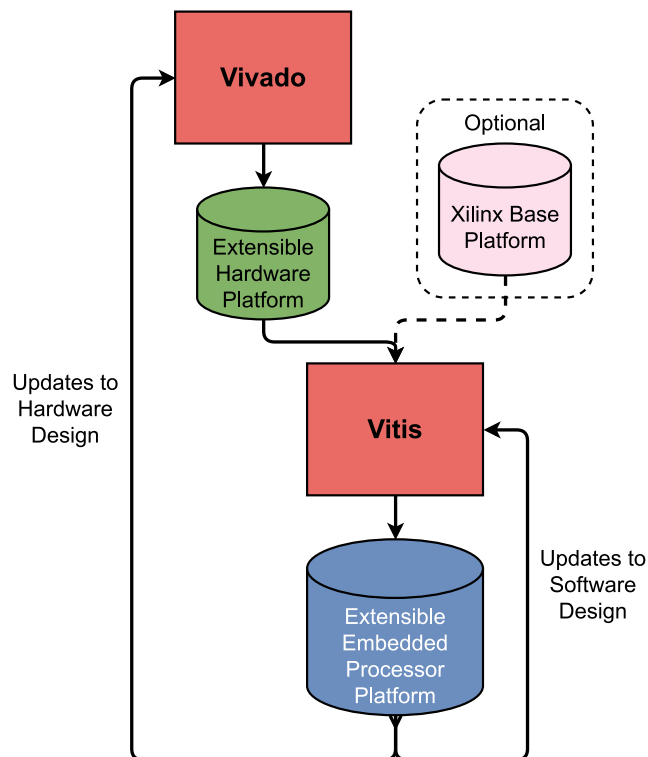 Vivado
Optional
Xilinx Base
Platform
Extensible
Hardware
Platform
Updates to
Hardware
Design
Vitis
Updates to
Software
Design
Extensible
Embedded
Processor
Platform